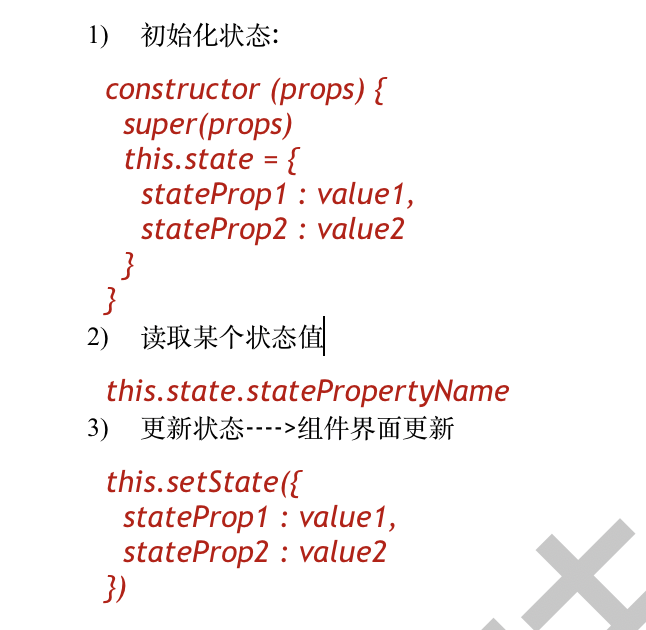 1) 初始化状态:
constructor (props) {
super(props)
this.state = {
stateProp1 : value1,
stateProp2 : value2
}
}
2) 读取某个状态值
this.state.statePropertyName
3) 更新状态---->组件界面更新
this.setState({
stateProp1 : value1,
stateProp2 : value2
})